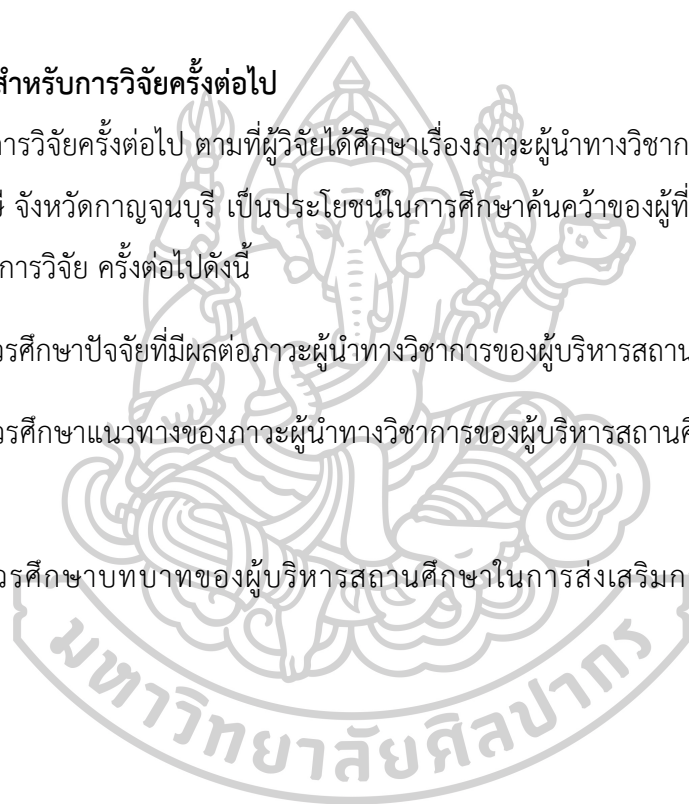 สำหรับการวิจัยครั้งต่อไป
การวิจัยครั้งต่อไป ตามที่ผู้วิจัยได้ศึกษาเรื่องภาวะผู้นำทางวิชาก
จังหวัดกาญจนบุรี เป็นประโยชน์ในการศึกษาค้นคว้าของผู้ที่
การวิจัย ครั้งต่อไปดังนี้
วรศึกษาปัจจัยที่มีผลต่อภาวะผู้นำทางวิชาการของผู้บริหารสถาน
วรศึกษาแนวทางของภาวะผู้นำทางวิชาการของผู้บริหารสถานศึ
วรศึกษาบทบาทของผู้บริหารสถานศึกษาในการส่งเสริมก
มหาวิทยาลัยศิลปากร